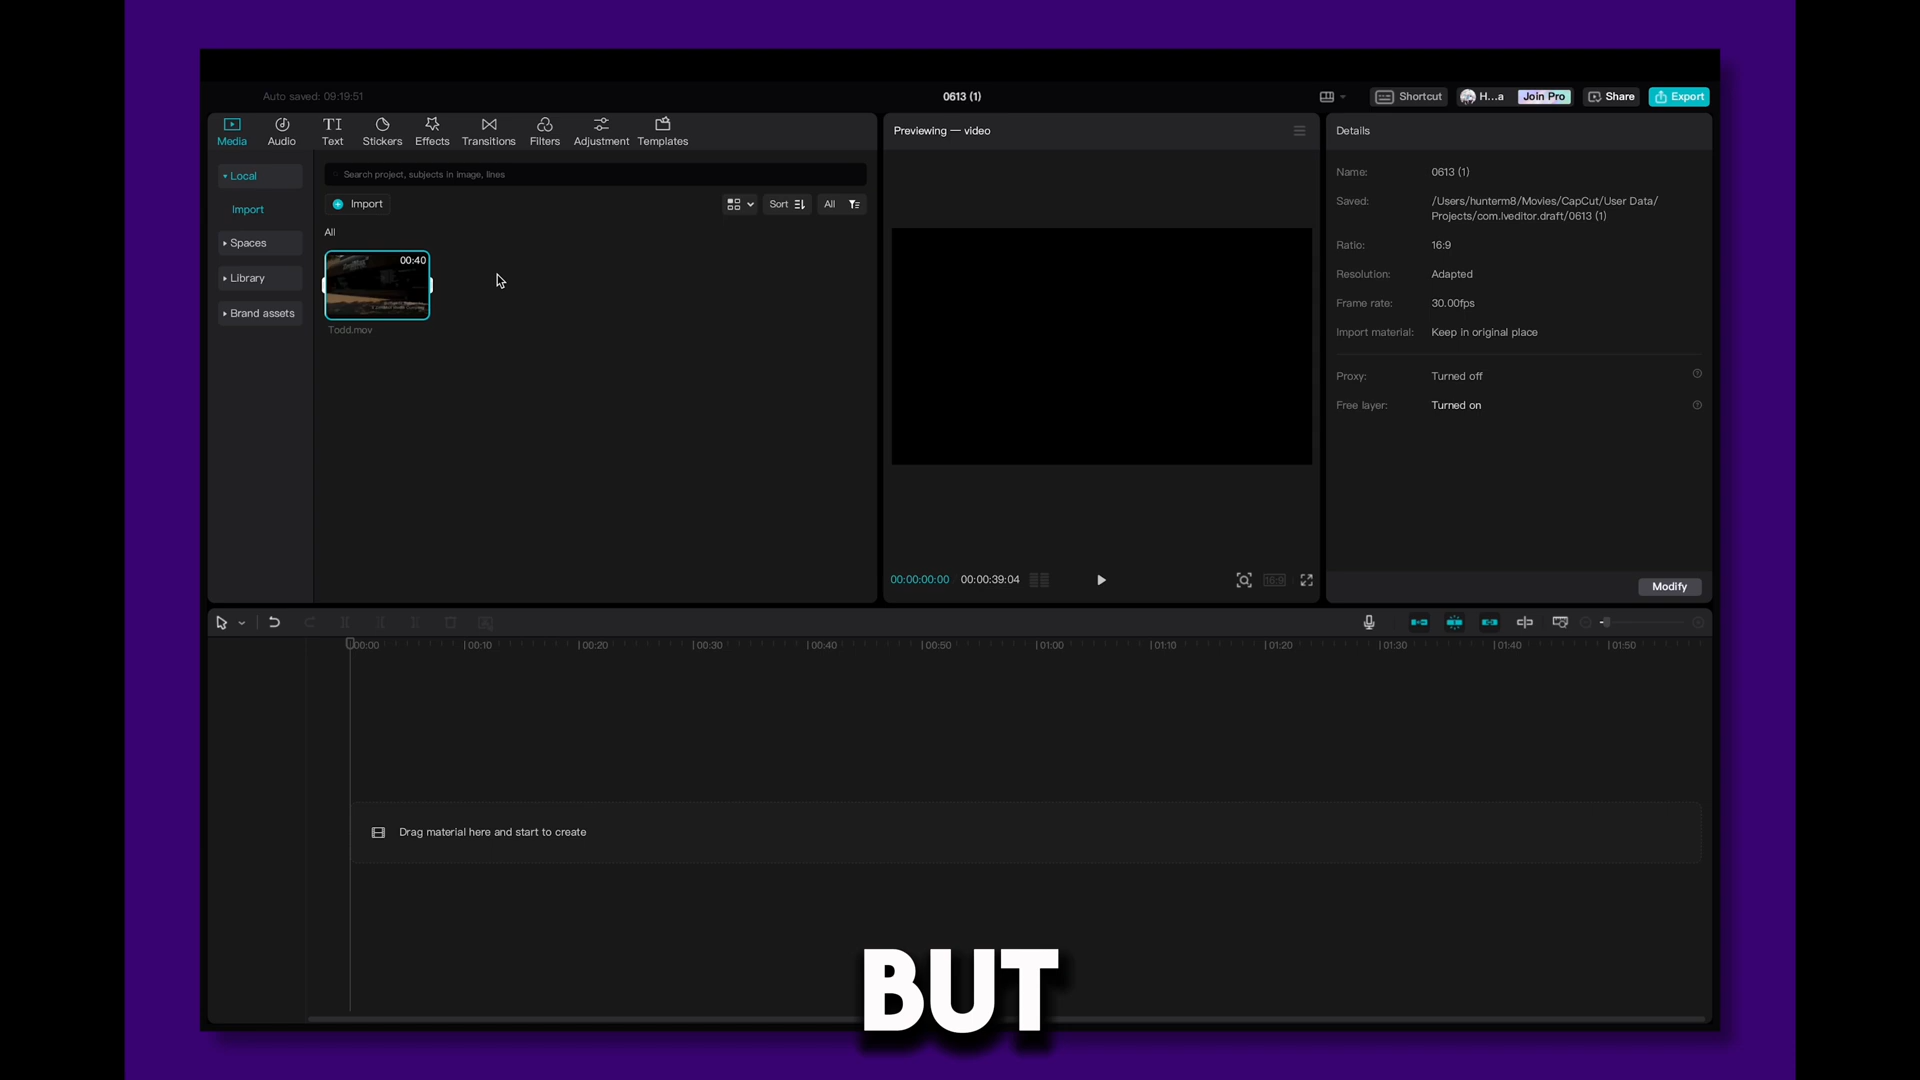 Auto saved: 09:19:51
0613 (1)
Shortcut
H...a
Join Pro
Share
Export
Media
Audio
TI
Text
Stickers
Effects
Transitions
Filters
Adjustment
Templates
Local
Import
Spaces
Library
Brand assets
Search project, subjects in image, lines
Import
Sort
All
All
00:40
Todd.mov
Previewing — video
00:00:00:00
00:00:39:04
16:9
Details
Name: 0613 (1)
Saved: /Users/hunterm8/Movies/CapCut/User Data/
Projects/com.lveditor.draft/0613 (1)
Ratio: 16:9
Resolution: Adapted
Frame rate: 30.00fps
Import material: Keep in original place
Proxy: Turned off
Free layer: Turned on
Modify
00:00 00:10 00:20 00:30 00:40 00:50 01:00 01:10 01:20 01:30 01:40 01:50
Drag material here and start to create
BUT